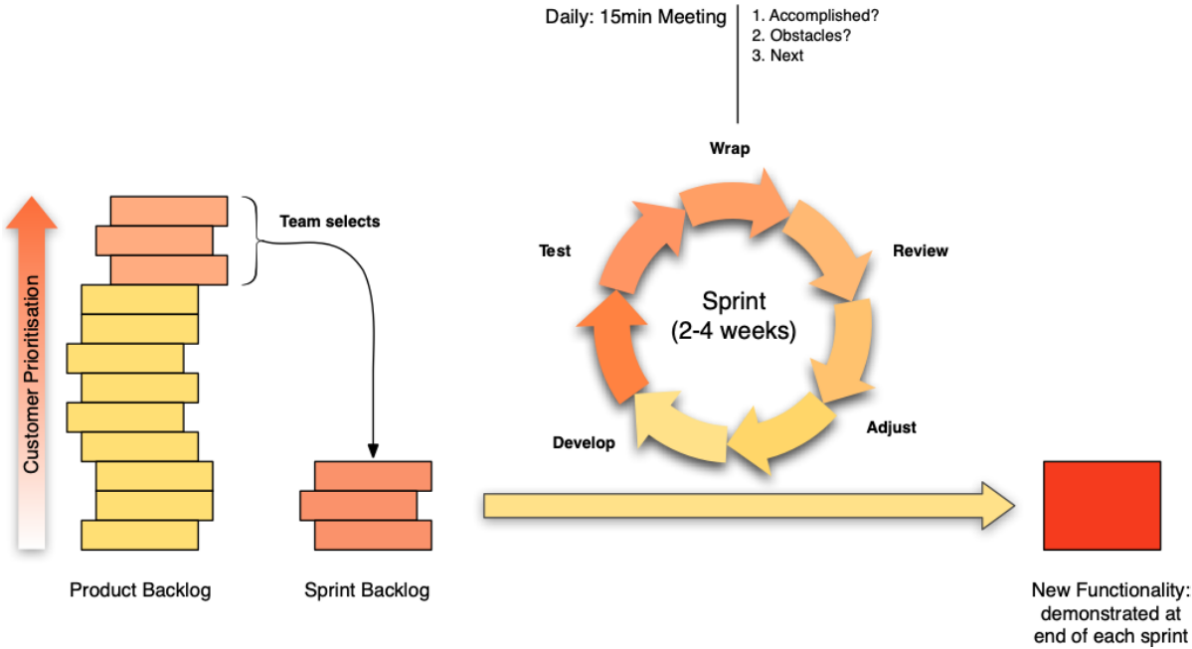 Daily: 15min Meeting
1. Accomplished?
2. Obstacles?
3. Next
Wrap
Team selects
Test
Review
Customer Prioritisation
Sprint
(2-4 weeks)
Develop
Adjust
Product Backlog
Sprint Backlog
New Functionality:
demonstrated at
end of each sprint